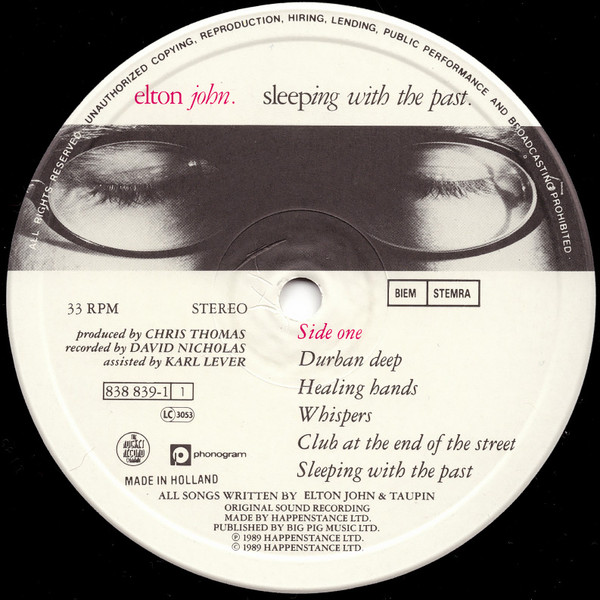 ALL RIGHTS RESERVED. UNAUTHORIZED COPYING, REPRODUCTION, HIRING, LENDING, PUBLIC PERFORMANCE AND BROADCASTING PROHIBITED
elton john. sleeping with the past.
BIEM STEMRA
33 RPM STEREO
produced by CHRIS THOMAS
recorded by DAVID NICHOLAS
assisted by KARL LEVER
838 839-1 1
LC 3053
THE ROCKET RECORD COMPANY
phonogram
MADE IN HOLLAND
Side one
Durban deep
Healing hands
Whispers
Club at the end of the street
Sleeping with the past
ALL SONGS WRITTEN BY ELTON JOHN & TAUPIN
ORIGINAL SOUND RECORDING
MADE BY HAPPENSTANCE LTD.
PUBLISHED BY BIG PIG MUSIC LTD.
℗ 1989 HAPPENSTANCE LTD.
© 1989 HAPPENSTANCE LTD.